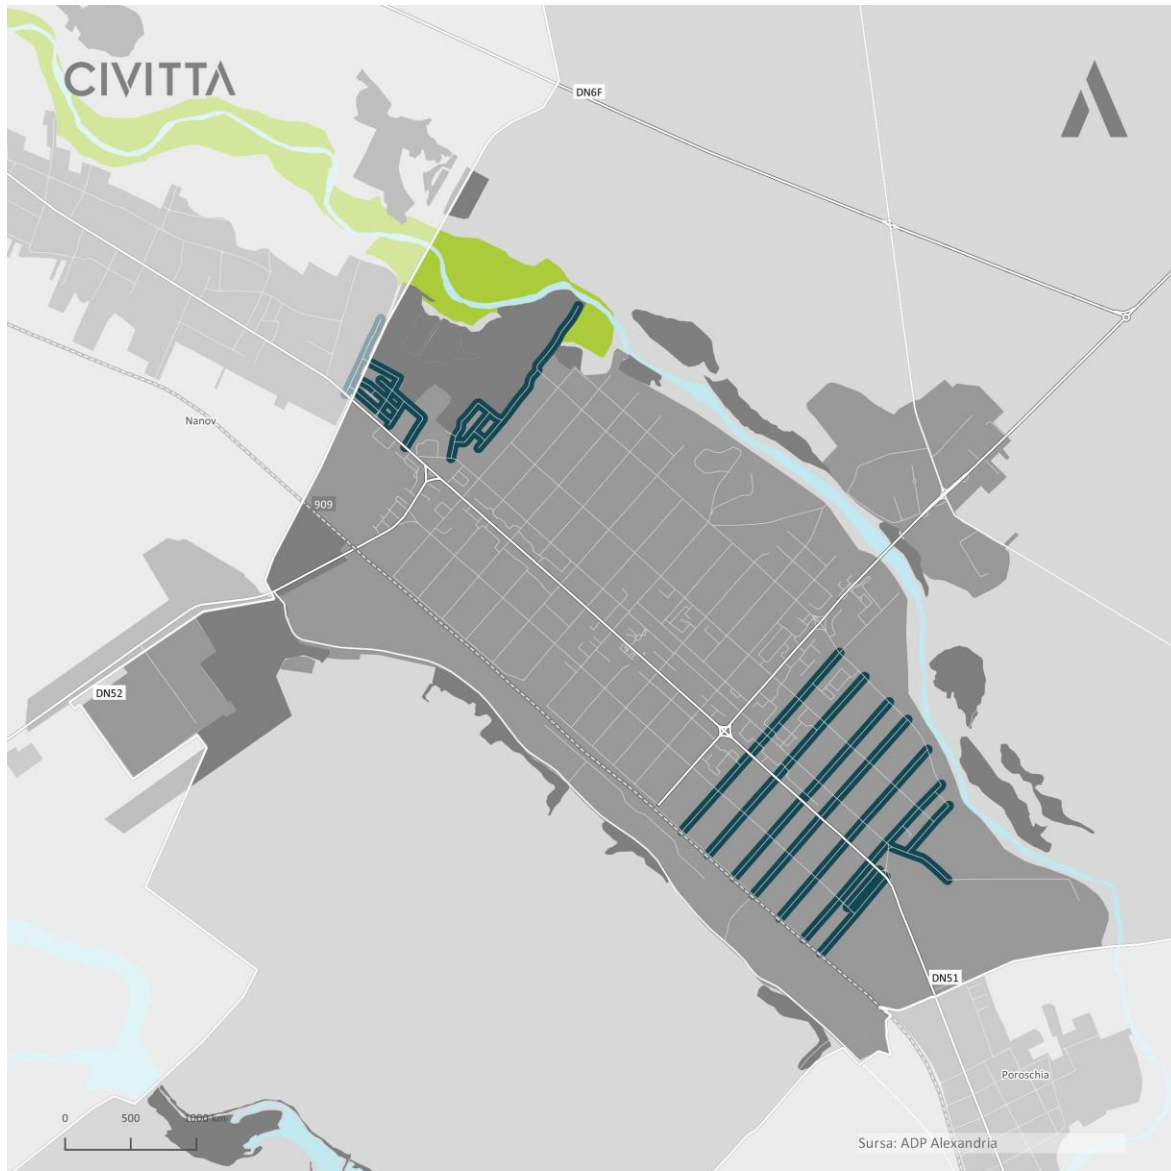 CIVITTA
DN6F
Nanov
909
DN52
DN51
Poroschia
0 500 1000 km
Sursa: ADP Alexandria